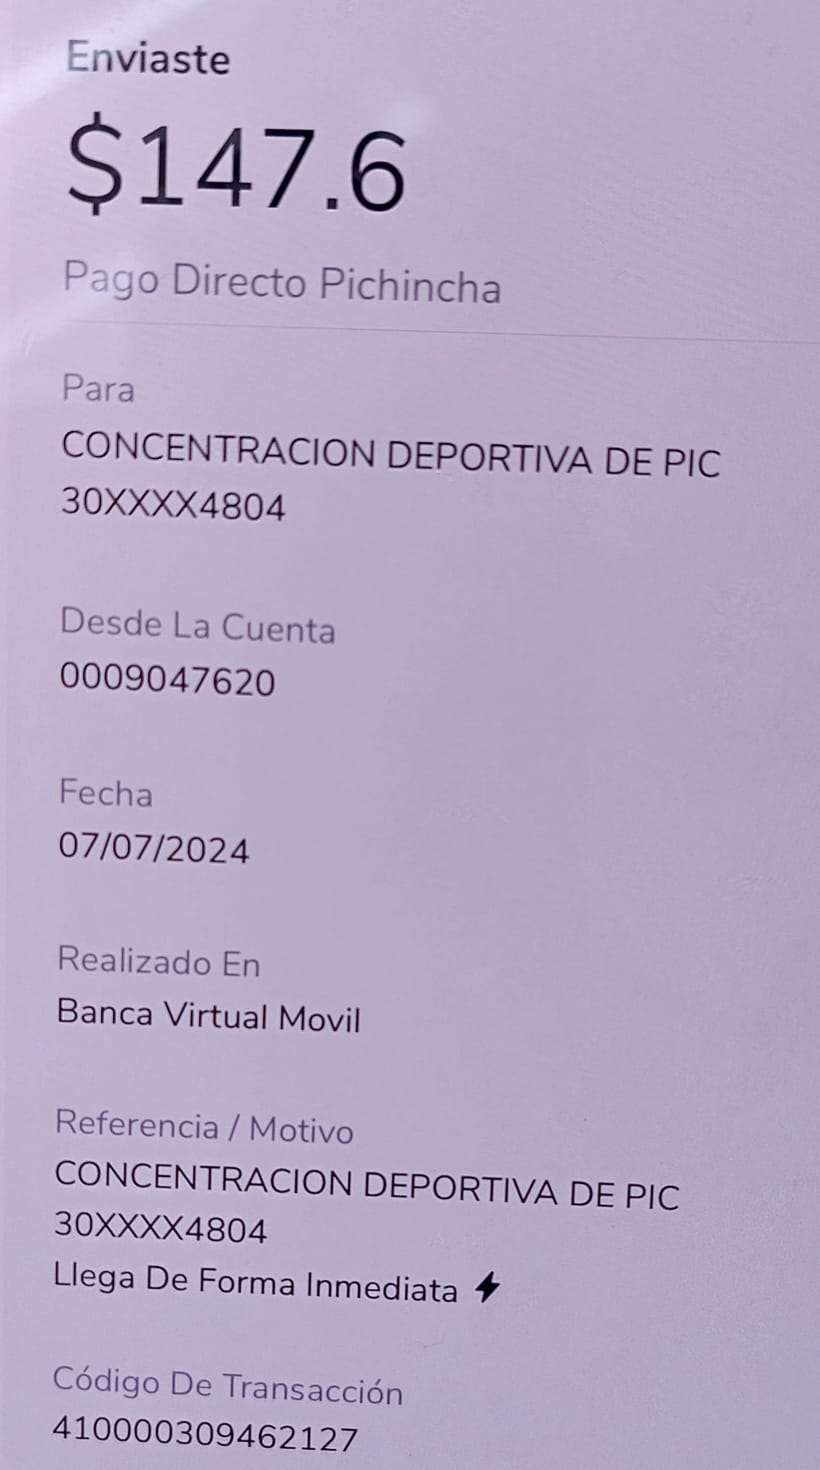 Enviaste
$147.6
Pago Directo Pichincha
Para
CONCENTRACION DEPORTIVA DE PIC
30XXXX4804
Desde La Cuenta
0009047620
Fecha
07/07/2024
Realizado En
Banca Virtual Movil
Referencia / Motivo
CONCENTRACION DEPORTIVA DE PIC
30XXXX4804
Llega De Forma Inmediata
Código De Transacción
410000309462127